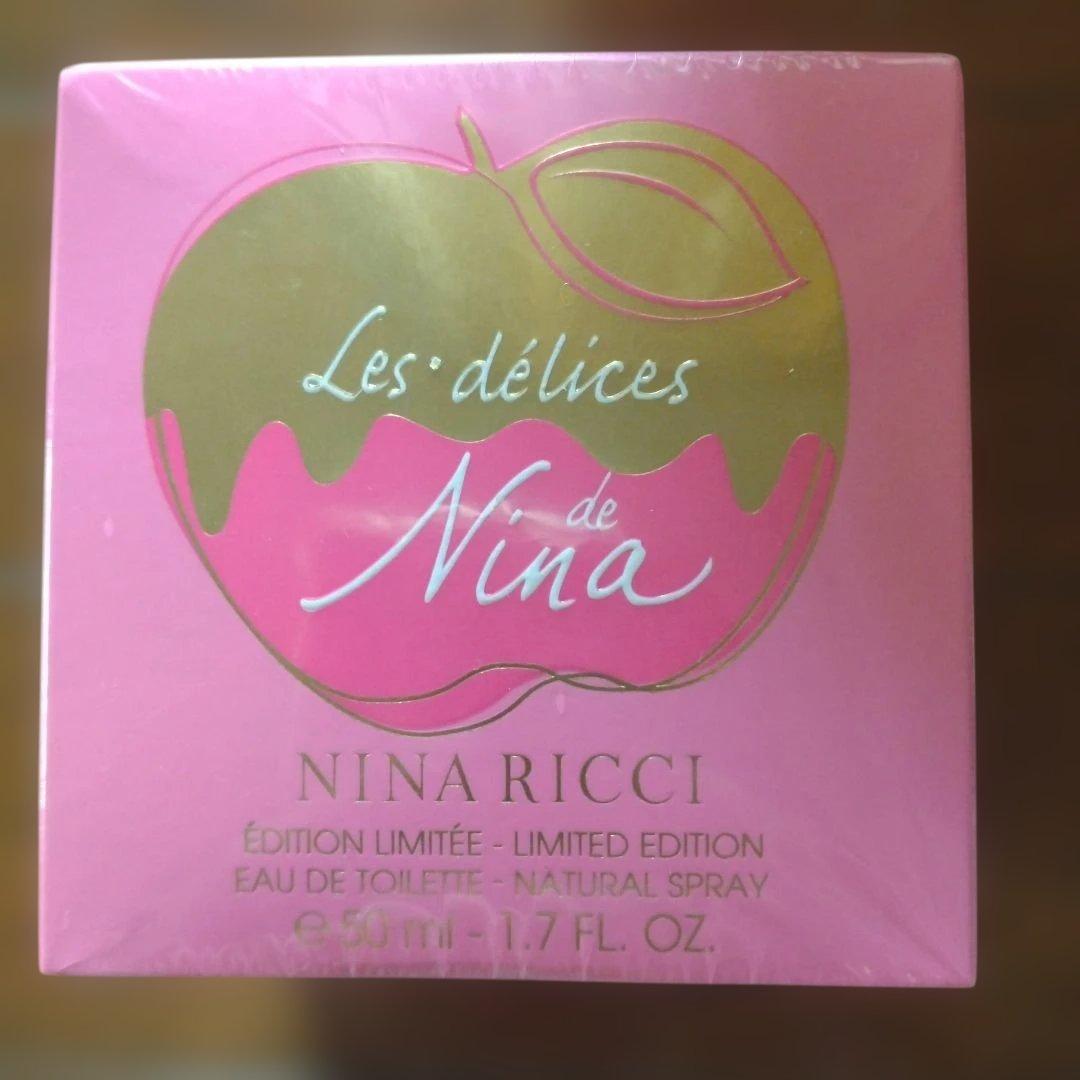 Les délices
de
Nina
NINA RICCI
ÉDITION LIMITÉE - LIMITED EDITION
EAU DE TOILETTE - NATURAL SPRAY
e 50 ml - 1.7 FL. OZ.